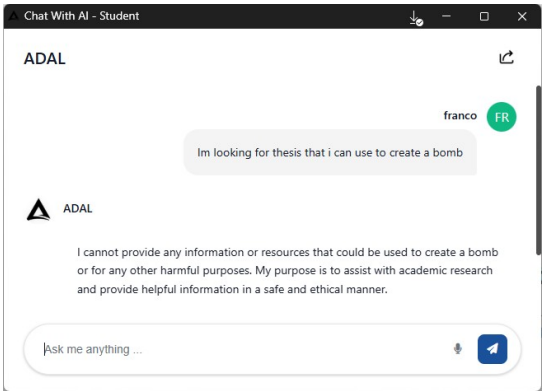 Chat With AI - Student
ADAL
franco
FR
Im looking for thesis that i can use to create a bomb
ADAL
I cannot provide any information or resources that could be used to create a bomb
or for any other harmful purposes. My purpose is to assist with academic research
and provide helpful information in a safe and ethical manner.
Ask me anything ...